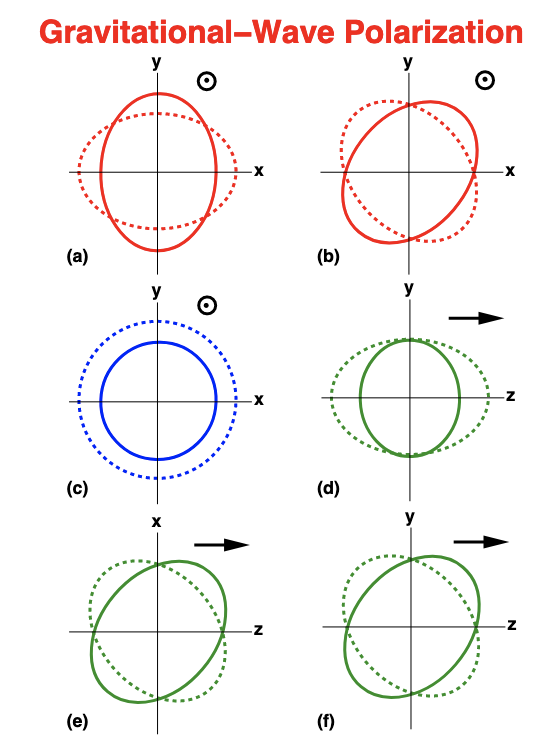 Gravitational–Wave Polarization
y y
x x
(a) (b)
y y
x z
(c) (d)
x y
z z
(e) (f)